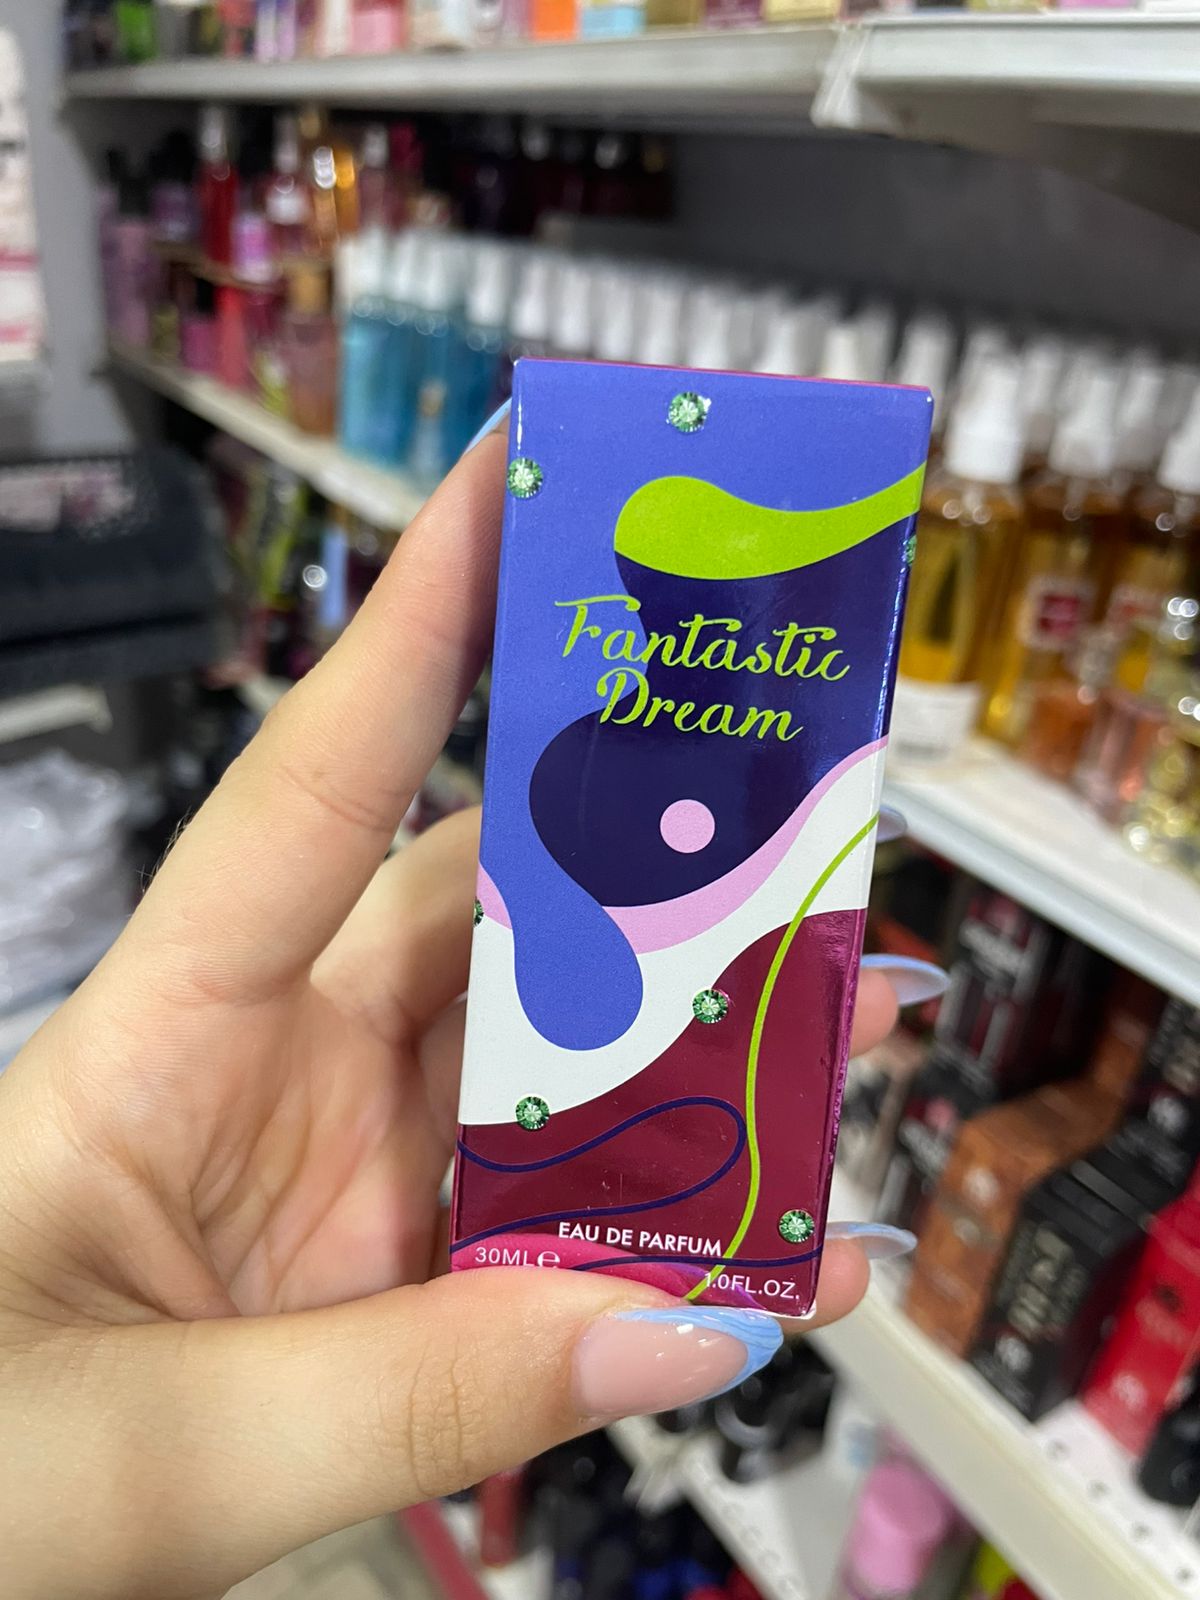 Fantastic
Dream
EAU DE PARFUM
30ML℮
1.0FL.OZ.